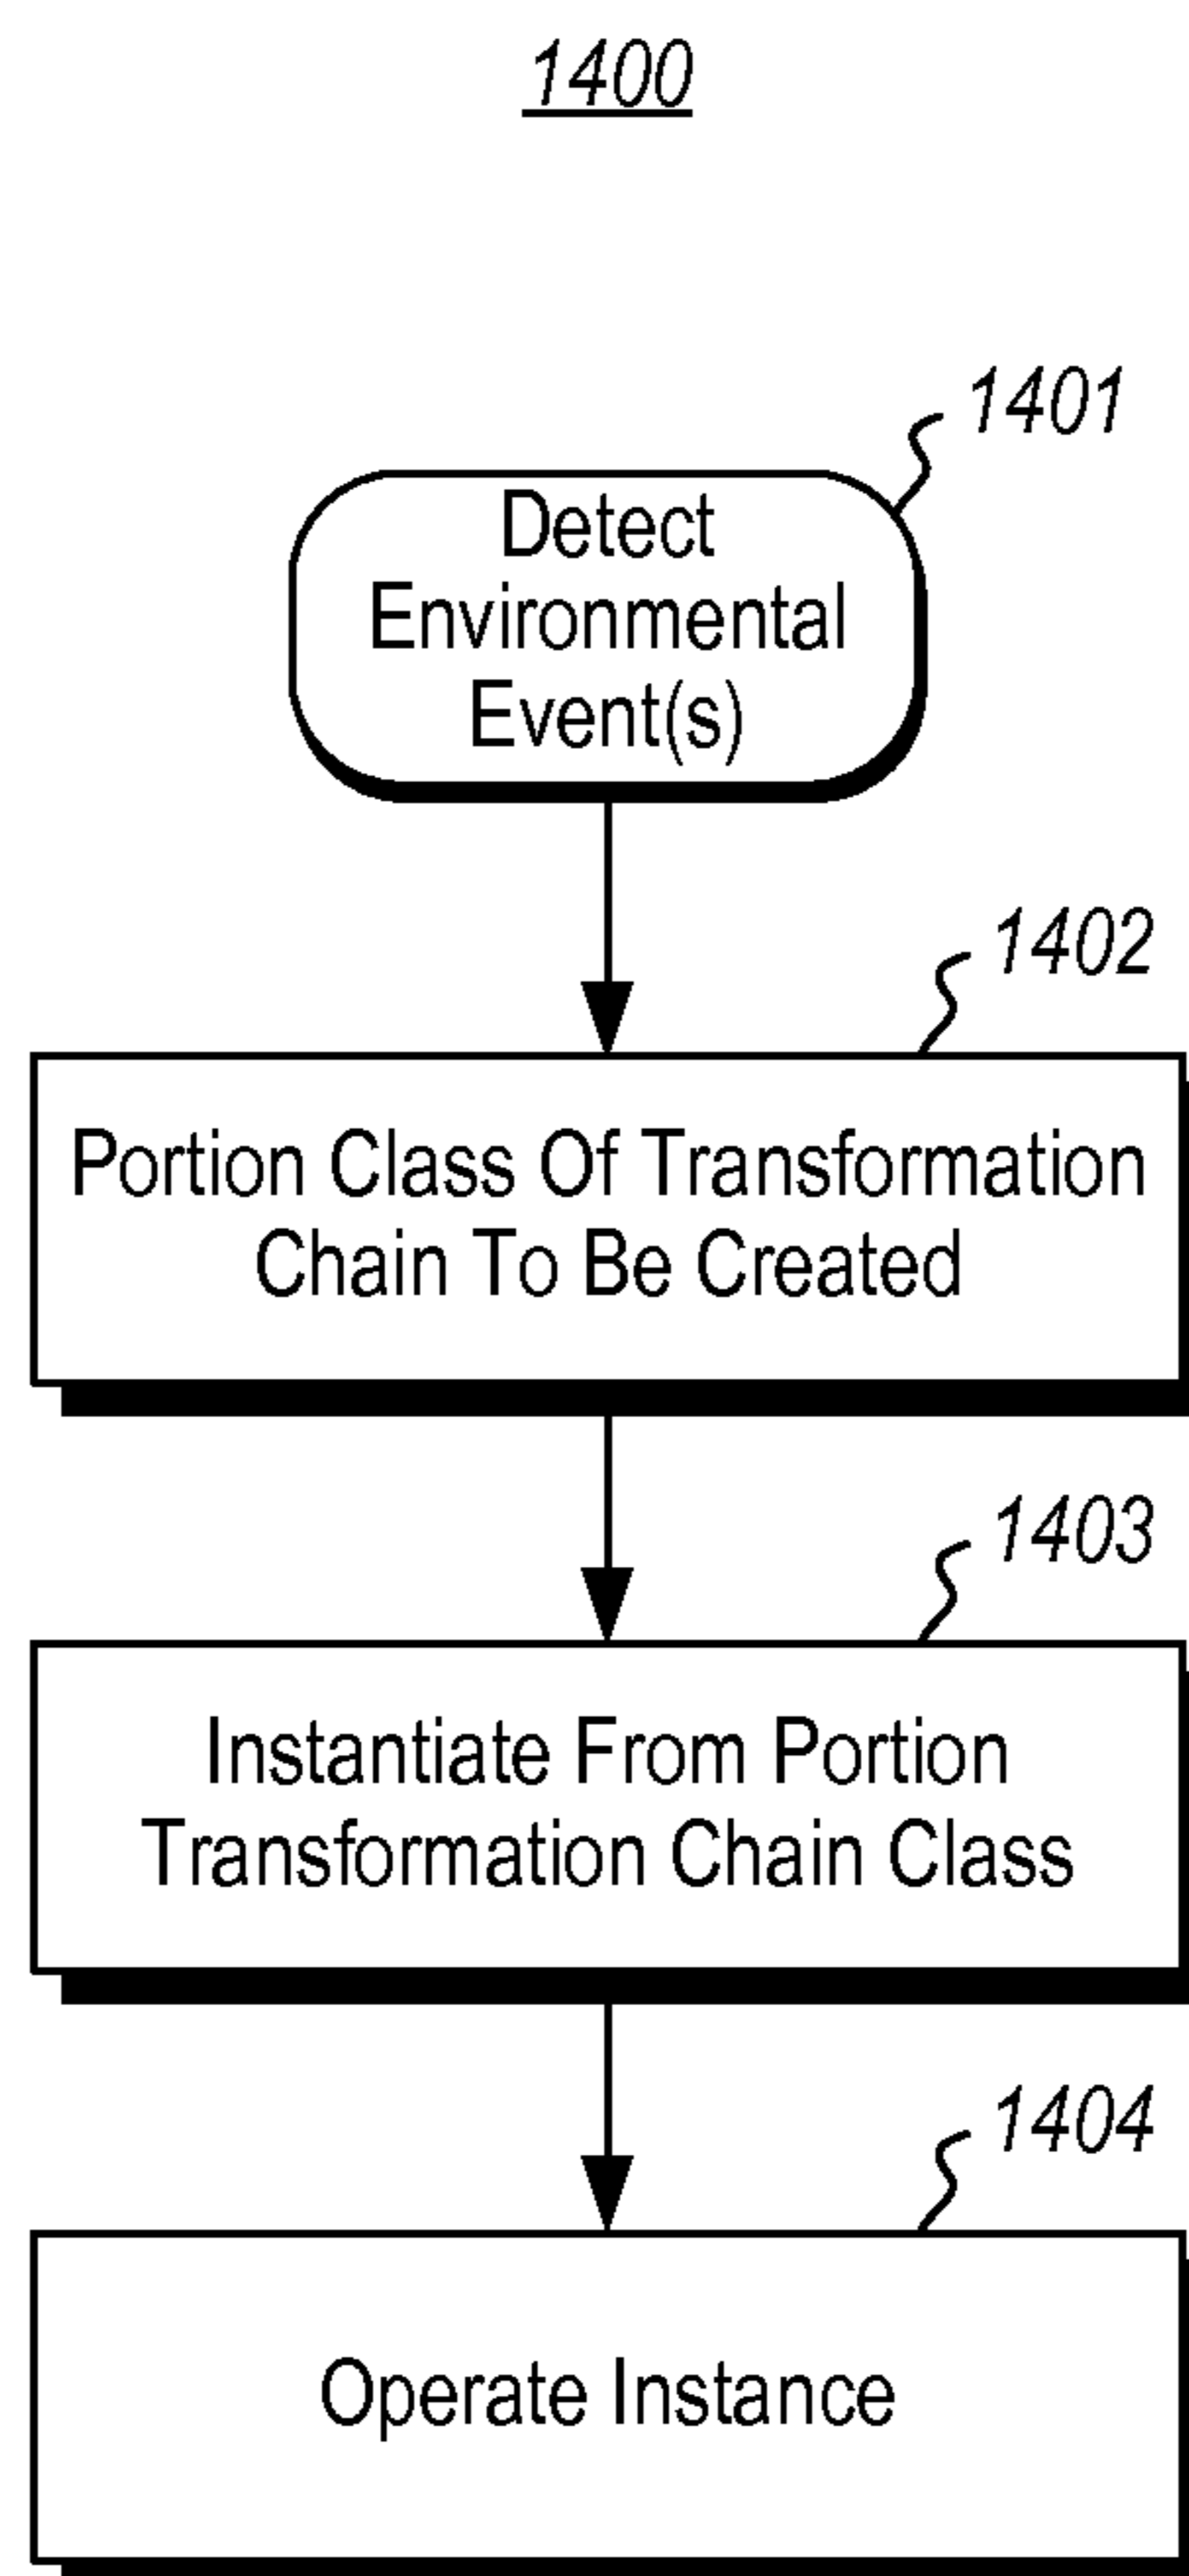 1400
1401
Detect
Environmental
Event(s)
1402
Portion Class Of Transformation
Chain To Be Created
1403
Instantiate From Portion
Transformation Chain Class
1404
Operate Instance